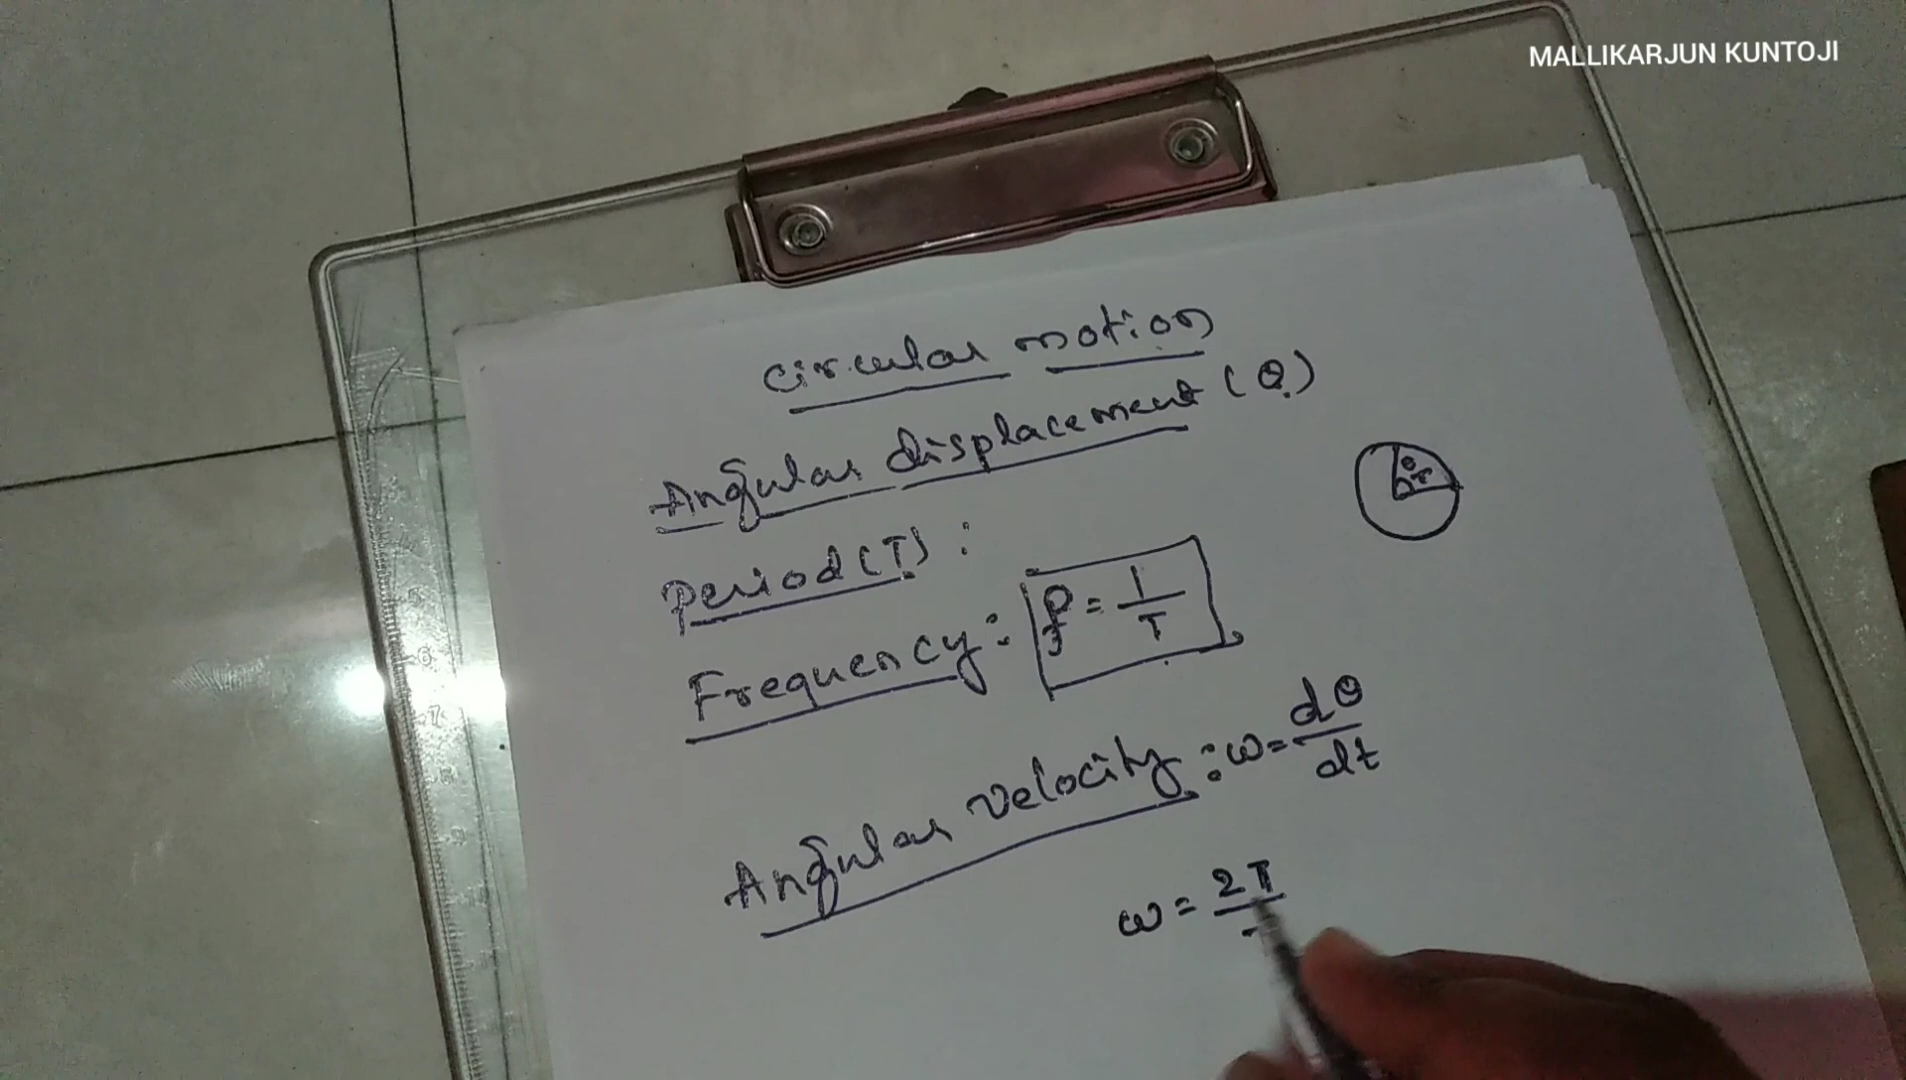 MALLIKARJUN KUNTOJI
Circular motion
Angular displacement (θ)
Period (T) :
Frequency : f = 1/T
Angular velocity : ω = dθ/dt
ω = 2π